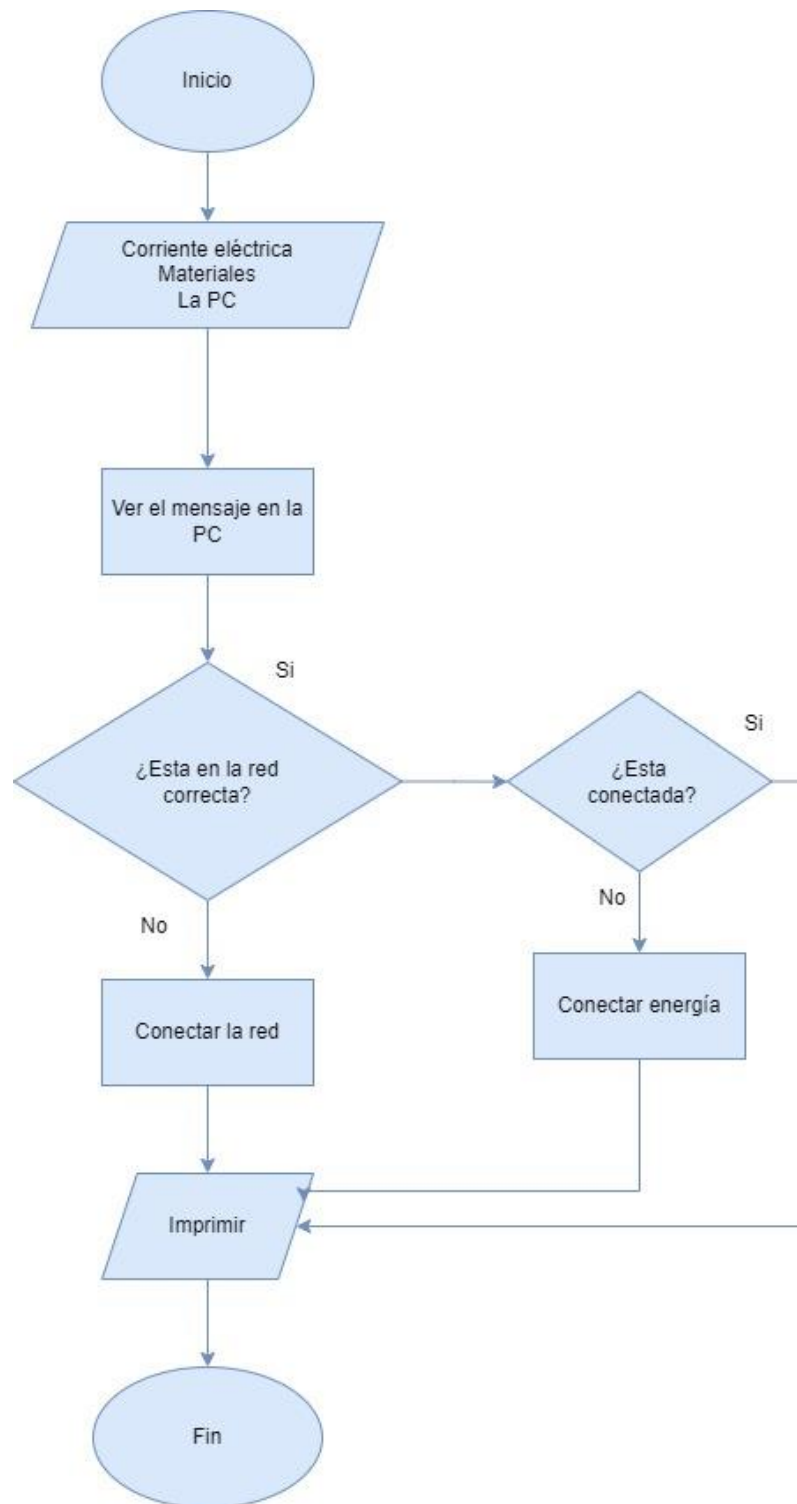 Inicio
Corriente eléctrica
Materiales
La PC
Ver el mensaje en la
PC
Si
¿Esta en la red
correcta?
Si
¿Esta
conectada?
No
No
Conectar la red
Conectar energía
Imprimir
Fin